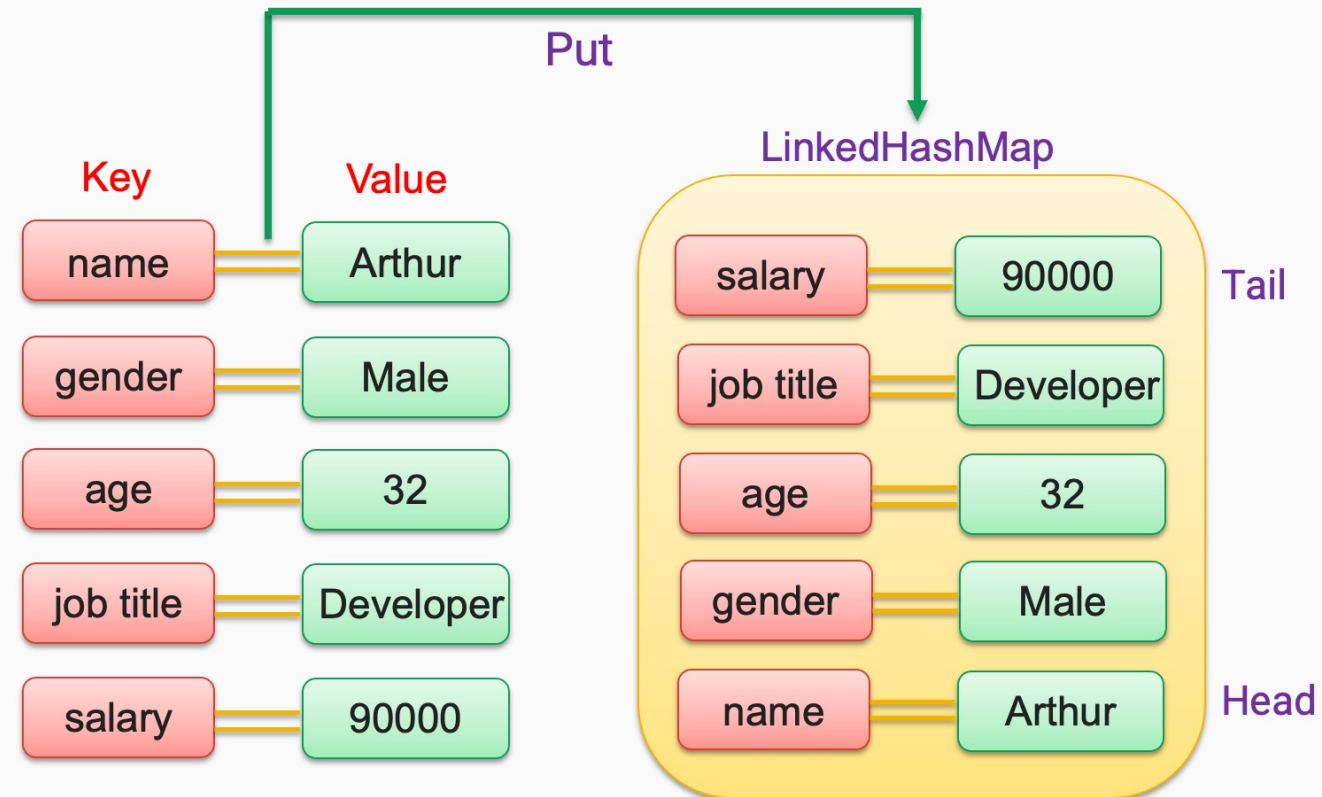 Put
Key Value
name Arthur
gender Male
age 32
job title Developer
salary 90000
LinkedHashMap
salary 90000 Tail
job title Developer
age 32
gender Male
name Arthur Head